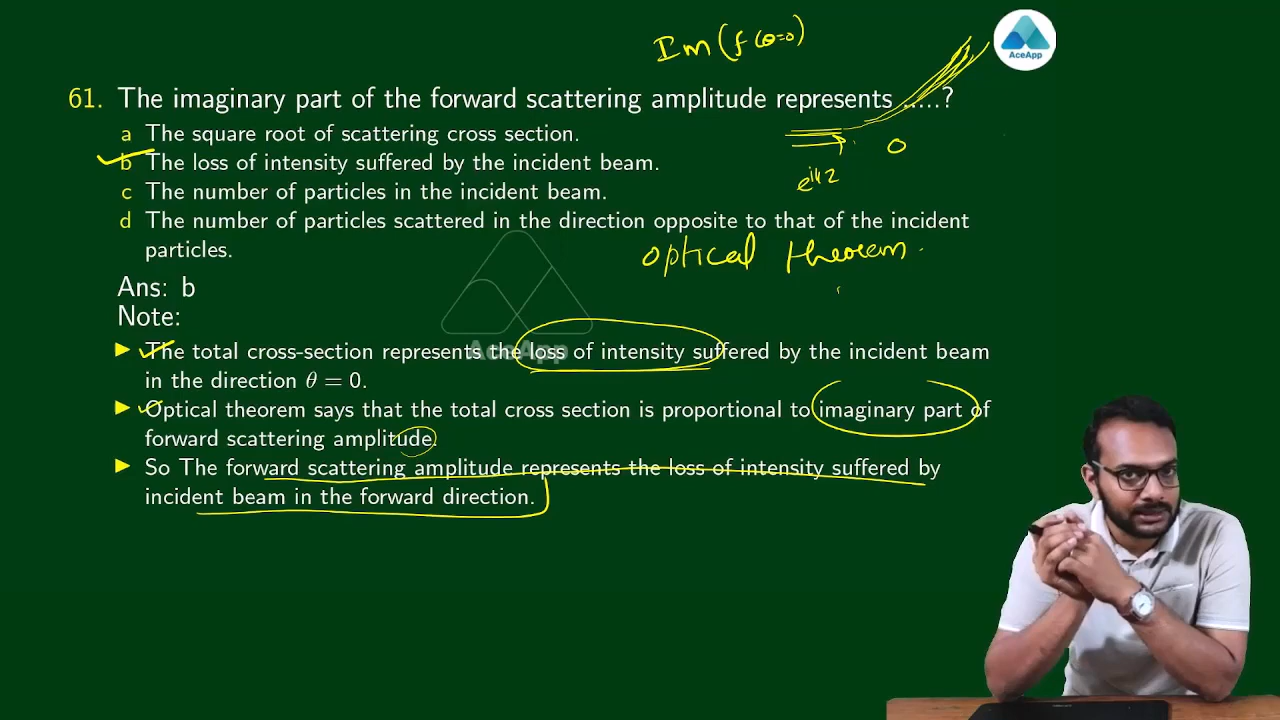 Im(f(θ=0)
AceApp
61. The imaginary part of the forward scattering amplitude represents .....?
a The square root of scattering cross section.
b The loss of intensity suffered by the incident beam.
c The number of particles in the incident beam.
d The number of particles scattered in the direction opposite to that of the incident
particles.
0
e^{ikz}
optical theorem.
Ans: b
Note:
▶ The total cross-section represents the loss of intensity suffered by the incident beam
in the direction θ = 0.
AceApp
▶ Optical theorem says that the total cross section is proportional to imaginary part of
forward scattering amplitude.
▶ So The forward scattering amplitude represents the loss of intensity suffered by
incident beam in the forward direction.